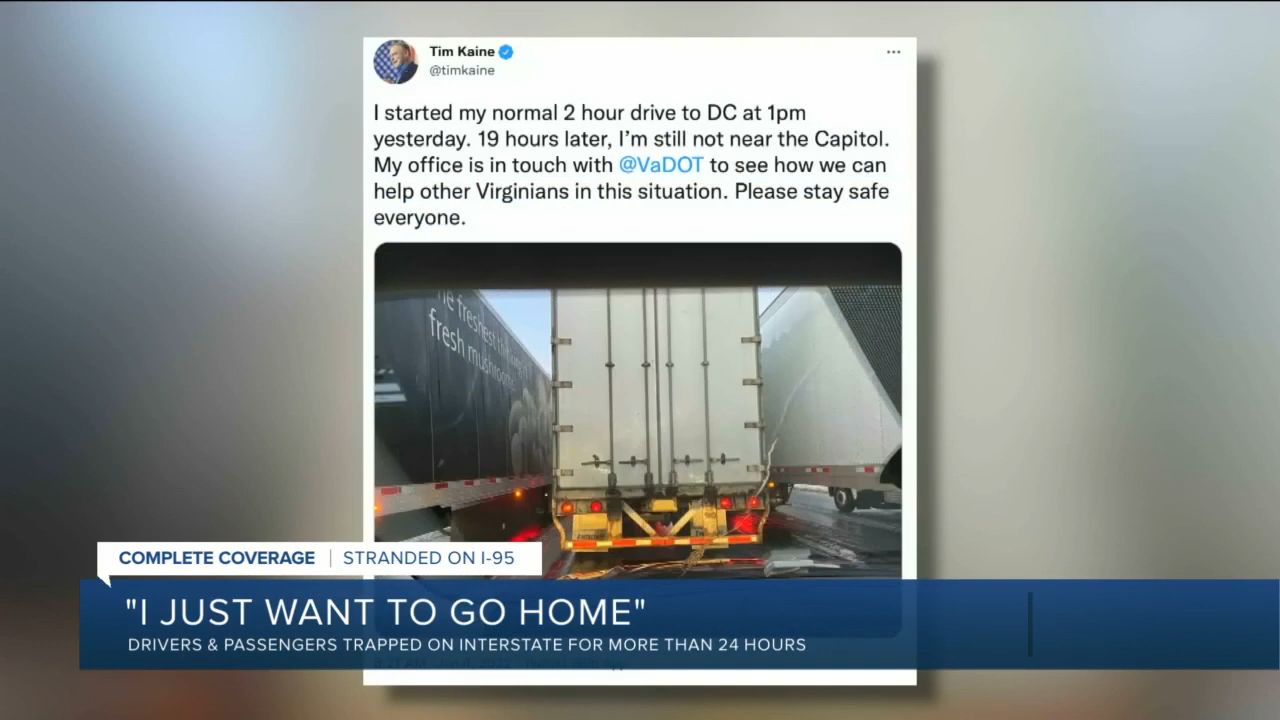 Tim Kaine
@timkaine
I started my normal 2 hour drive to DC at 1pm
yesterday. 19 hours later, I'm still not near the Capitol.
My office is in touch with @VaDOT to see how we can
help other Virginians in this situation. Please stay safe
everyone.
he freshest
fresh mushrooms
COMPLETE COVERAGE | STRANDED ON I-95
"I JUST WANT TO GO HOME"
DRIVERS & PASSENGERS TRAPPED ON INTERSTATE FOR MORE THAN 24 HOURS